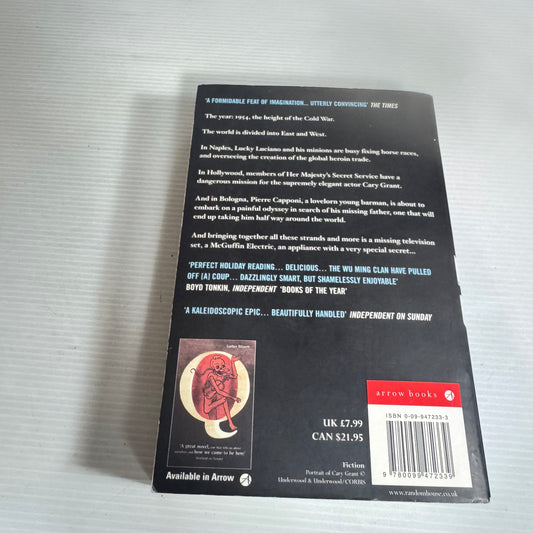 'A FORMIDABLE FEAT OF IMAGINATION... UTTERLY CONVINCING' THE TIMES
The year: 1954, the height of the Cold War.
The world is divided into East and West.
In Naples, Lucky Luciano and his minions are busy fixing horse races,
and overseeing the creation of the global heroin trade.
In Hollywood, members of Her Majesty's Secret Service have a
dangerous mission for the supremely elegant actor Cary Grant.
And in Bologna, Pierre Capponi, a lovelorn young barman, is about to
embark on a painful odyssey in search of his missing father, one that will
end up taking him half way around the world.
And bringing together all these strands and more is a missing television
set, a McGuffin Electric, an appliance with a very special secret...
'PERFECT HOLIDAY READING... DELICIOUS... THE WU MING CLAN HAVE PULLED
OFF [A] COUP... DAZZLINGLY SMART, BUT SHAMELESSLY ENJOYABLE'
BOYD TONKIN, INDEPENDENT 'BOOKS OF THE YEAR'
'A KALEIDOSCOPIC EPIC... BEAUTIFULLY HANDLED' INDEPENDENT ON SUNDAY
Luther Blissett
Q
'A great novel, can
how we came to be here'
Available in Arrow
UK £7.99
CAN $21.95
Fiction
Portrait of Cary Grant ©
Underwood & Underwood/CORBIS
arrow books
ISBN 0-09-947233-3
9 780099 472339
www.randomhouse.co.uk